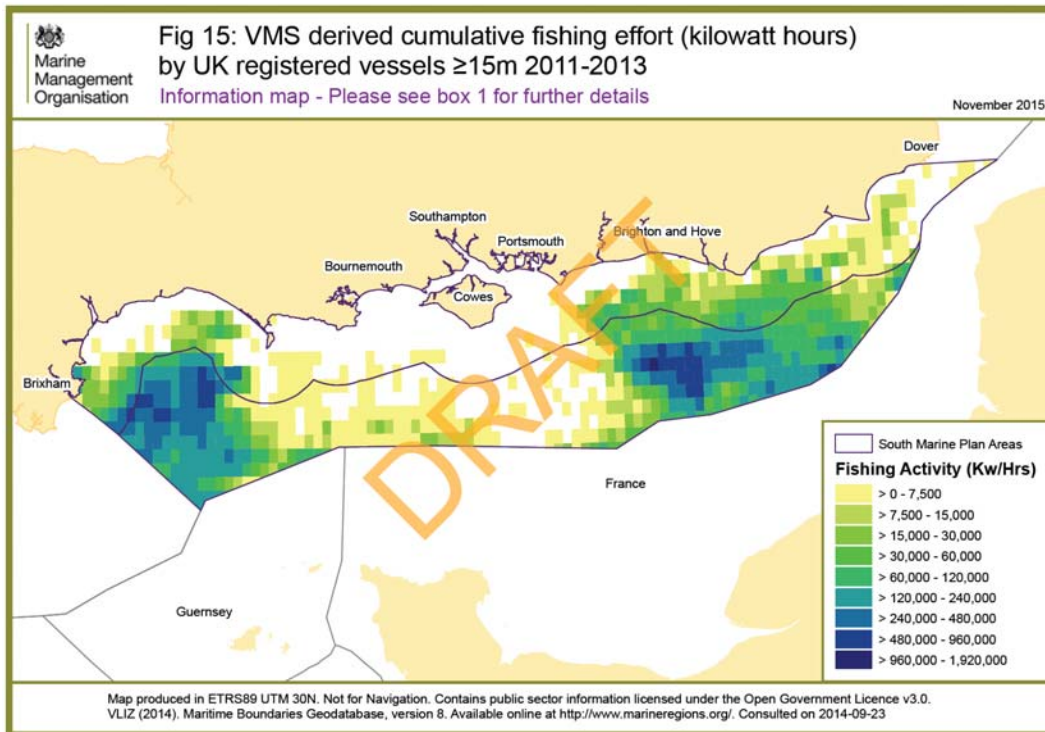 Marine
Management
Organisation
Fig 15: VMS derived cumulative fishing effort (kilowatt hours)
by UK registered vessels ≥15m 2011-2013
Information map - Please see box 1 for further details
November 2015
Dover
Southampton
Portsmouth
Brighton and Hove
Bournemouth
Cowes
Brixham
DRAFT
France
Guernsey
South Marine Plan Areas
Fishing Activity (Kw/Hrs)
> 0 - 7,500
> 7,500 - 15,000
> 15,000 - 30,000
> 30,000 - 60,000
> 60,000 - 120,000
> 120,000 - 240,000
> 240,000 - 480,000
> 480,000 - 960,000
> 960,000 - 1,920,000
Map produced in ETRS89 UTM 30N. Not for Navigation. Contains public sector information licensed under the Open Government Licence v3.0.
VLIZ (2014). Maritime Boundaries Geodatabase, version 8. Available online at http://www.marineregions.org/. Consulted on 2014-09-23